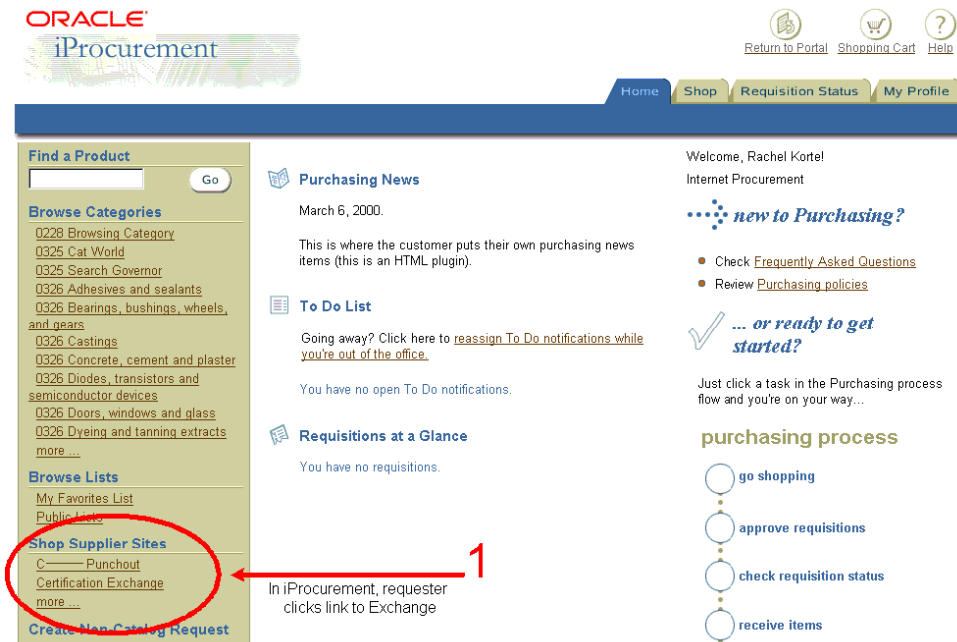 ORACLE
iProcurement
Return to Portal
Shopping Cart
Help
Home
Shop
Requisition Status
My Profile
Find a Product
Go
Browse Categories
0228 Browsing Category
0325 Cat World
0325 Search Governor
0326 Adhesives and sealants
0326 Bearings, bushings, wheels,
and gears
0326 Castings
0326 Concrete, cement and plaster
0326 Diodes, transistors and
semiconductor devices
0326 Doors, windows and glass
0326 Dyeing and tanning extracts
more ...
Browse Lists
My Favorites List
Public Lists
Shop Supplier Sites
C Punchout
Certification Exchange
more ...
Create Non-Catalog Request
Purchasing News
March 6, 2000.
This is where the customer puts their own purchasing news
items (this is an HTML plugin).
To Do List
Going away? Click here to reassign To Do notifications while
you're out of the office.
You have no open To Do notifications.
Requisitions at a Glance
You have no requisitions.
1
In iProcurement, requester
clicks link to Exchange
Welcome, Rachel Korte!
Internet Procurement
new to Purchasing?
Check Frequently Asked Questions
Review Purchasing policies
... or ready to get
started?
Just click a task in the Purchasing process
flow and you're on your way...
purchasing process
go shopping
approve requisitions
check requisition status
receive items